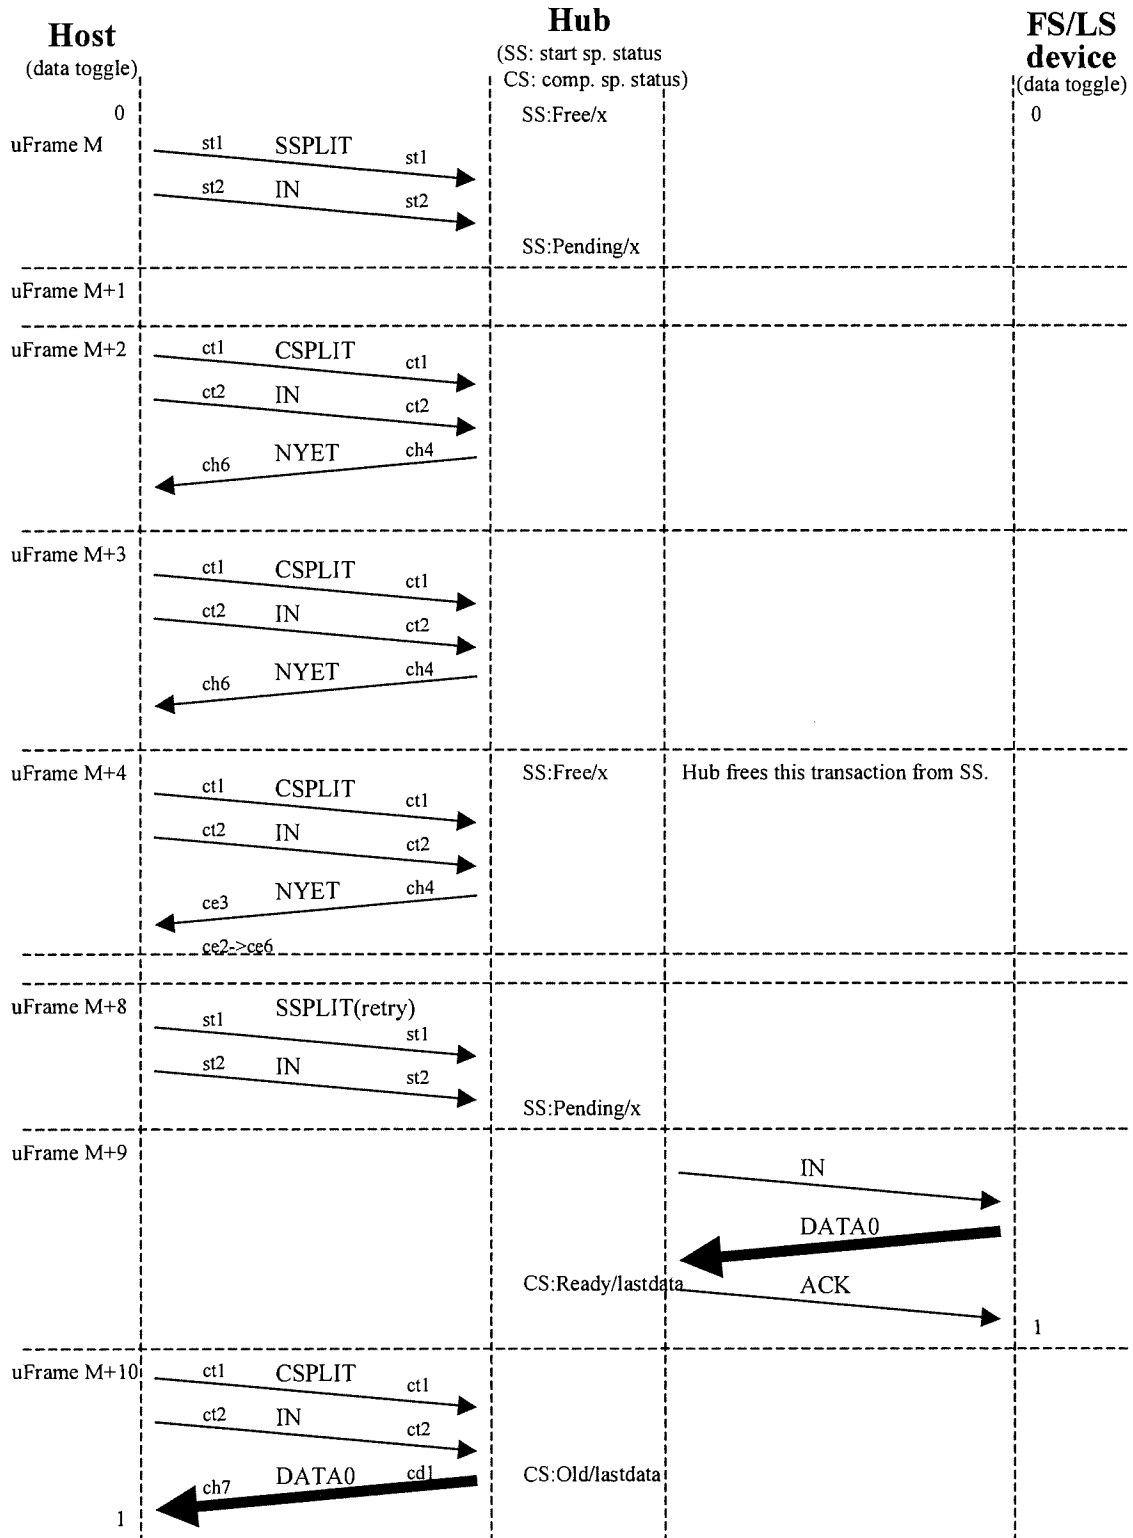 Host
(data toggle)
Hub
(SS: start sp. status
CS: comp. sp. status)
FS/LS
device
(data toggle)
0
SS:Free/x
0
uFrame M
st1 SSPLIT st1
st2 IN st2
SS:Pending/x
uFrame M+1
uFrame M+2
ct1 CSPLIT ct1
ct2 IN ct2
ch6 NYET ch4
uFrame M+3
ct1 CSPLIT ct1
ct2 IN ct2
ch6 NYET ch4
uFrame M+4
SS:Free/x
Hub frees this transaction from SS.
ct1 CSPLIT ct1
ct2 IN ct2
ce3 NYET ch4
ce2->ce6
uFrame M+8
st1 SSPLIT(retry) st1
st2 IN st2
SS:Pending/x
uFrame M+9
IN
DATA0
CS:Ready/lastdata
ACK
1
uFrame M+10
ct1 CSPLIT ct1
ct2 IN ct2
ch7 DATA0 cd1
CS:Old/lastdata
1